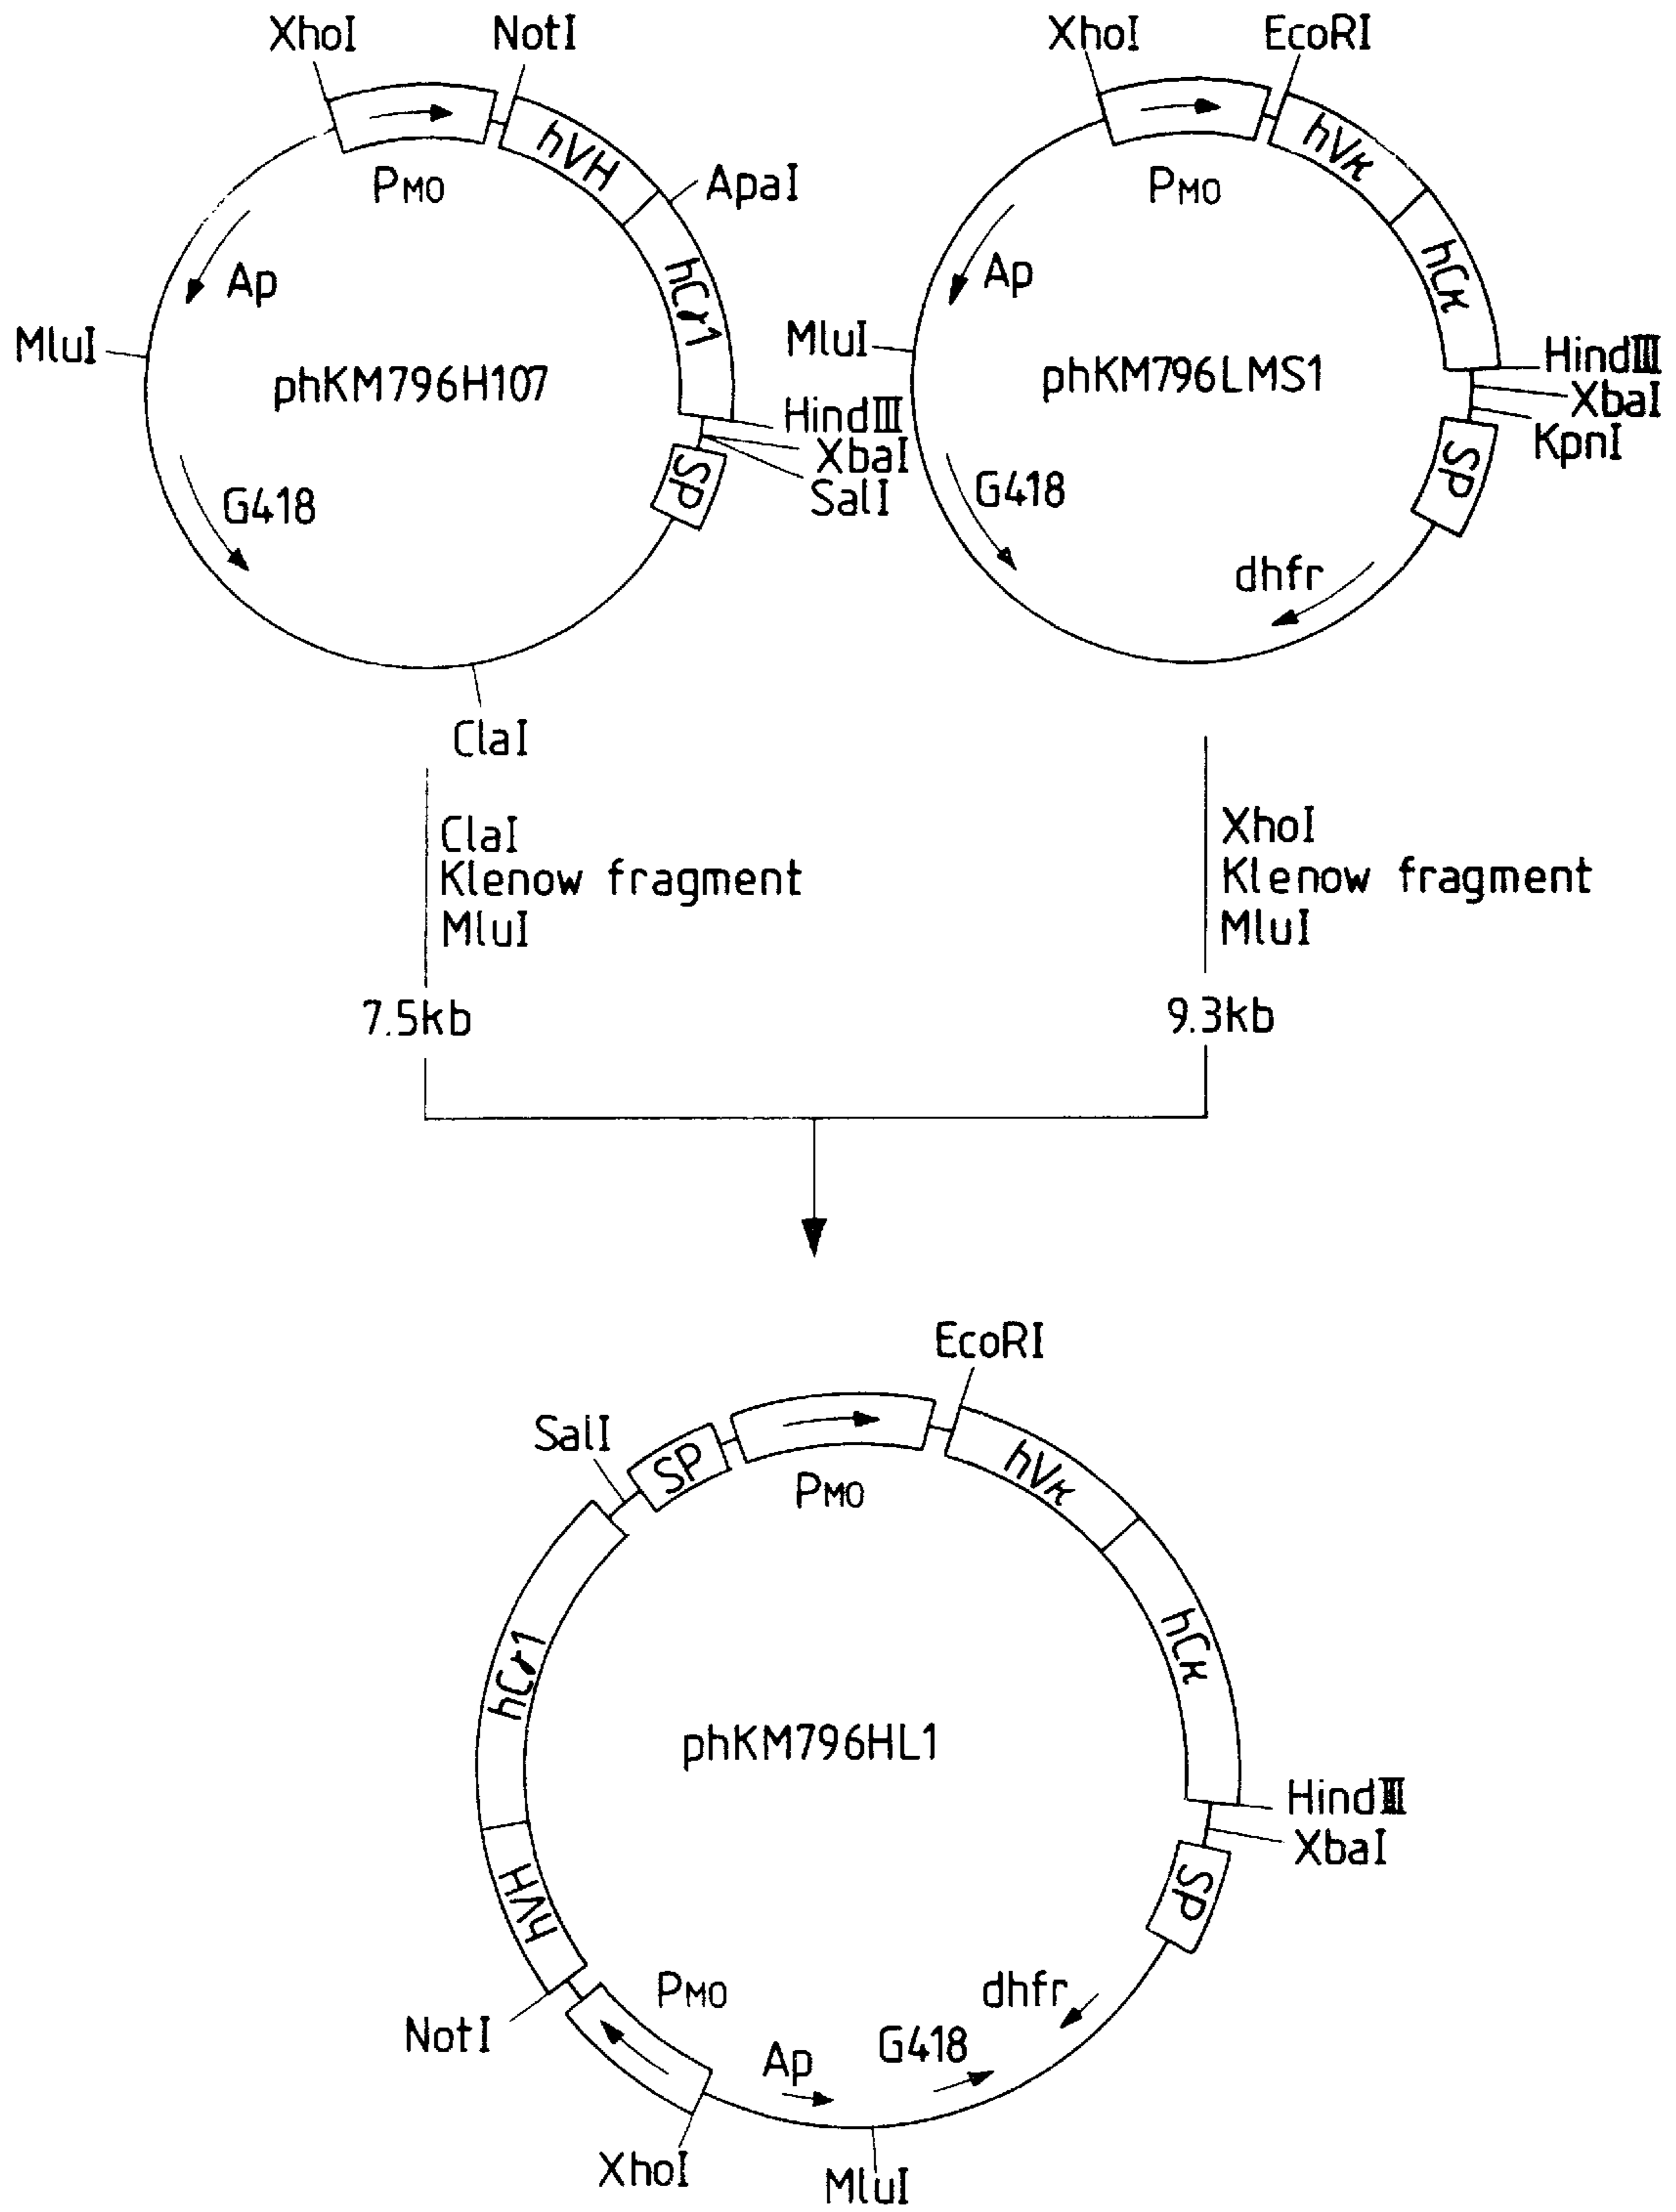 XhoI
NotI
hVH
ApaI
PMO
hCγ1
Ap
MluI
phKM796H107
HindIII
XbaI
SalI
SP
G418
ClaI
XhoI
EcoRI
hVκ
PMO
hCκ
Ap
MluI
phKM796LMS1
HindIII
XbaI
KpnI
SP
G418
dhfr
ClaI
Klenow fragment
MluI
7.5kb
XhoI
Klenow fragment
MluI
9.3kb
EcoRI
SalI
SP
PMO
hVκ
hCκ
hCγ1
phKM796HL1
HindIII
XbaI
SP
hVH
PMO
dhfr
NotI
G418
Ap
XhoI
MluI